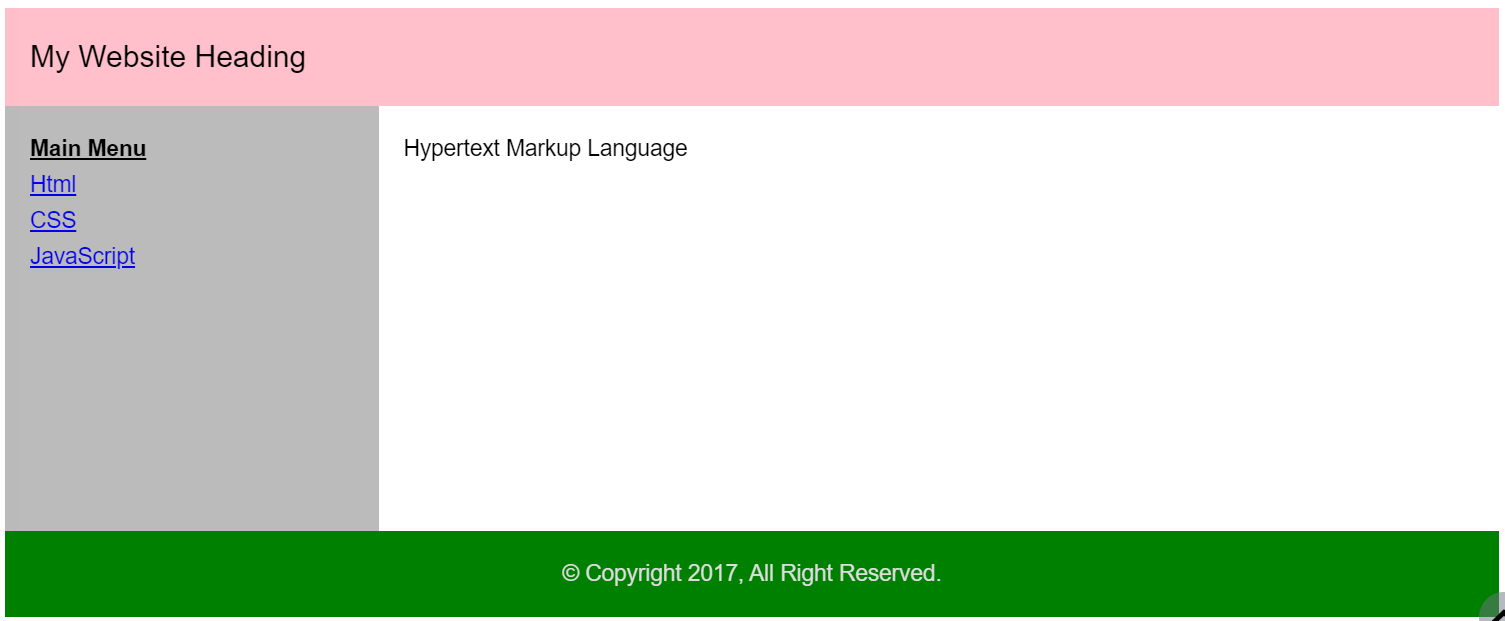 My Website Heading
Main Menu
Html
CSS
JavaScript
Hypertext Markup Language
© Copyright 2017, All Right Reserved.